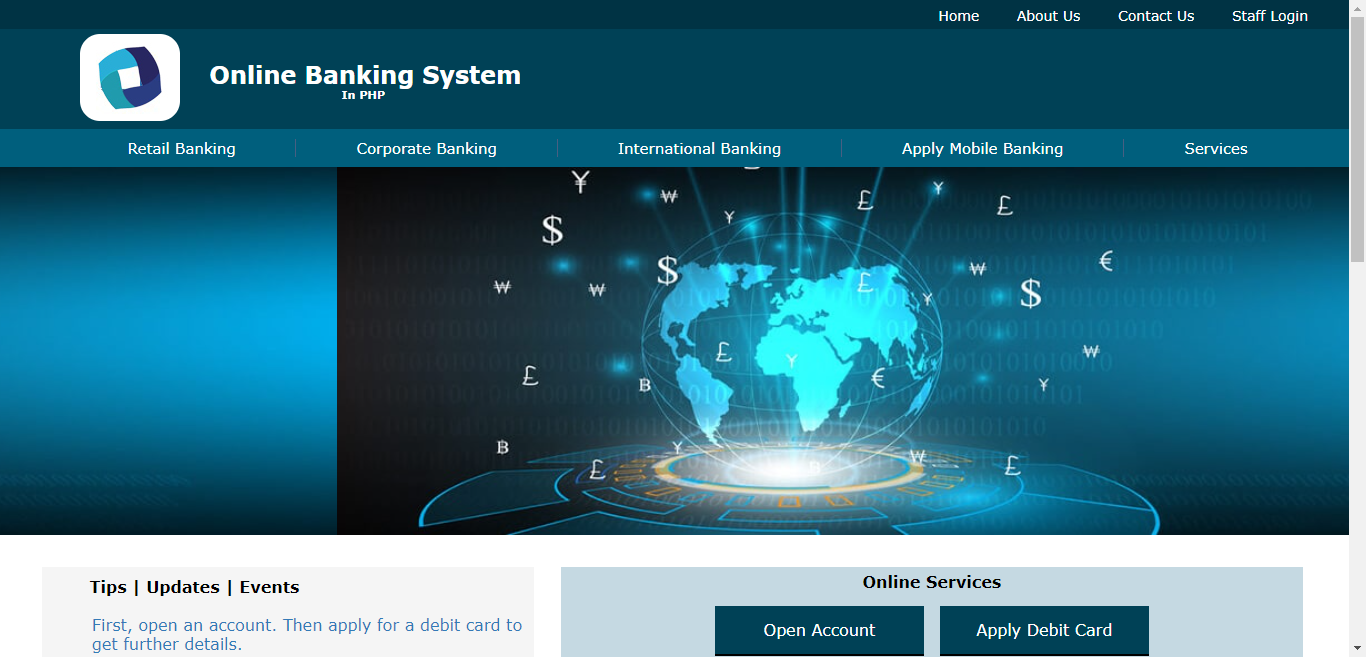 Home About Us Contact Us Staff Login
Online Banking System
In PHP
Retail Banking Corporate Banking International Banking Apply Mobile Banking Services
Tips | Updates | Events
First, open an account. Then apply for a debit card to
get further details.
Online Services
Open Account Apply Debit Card